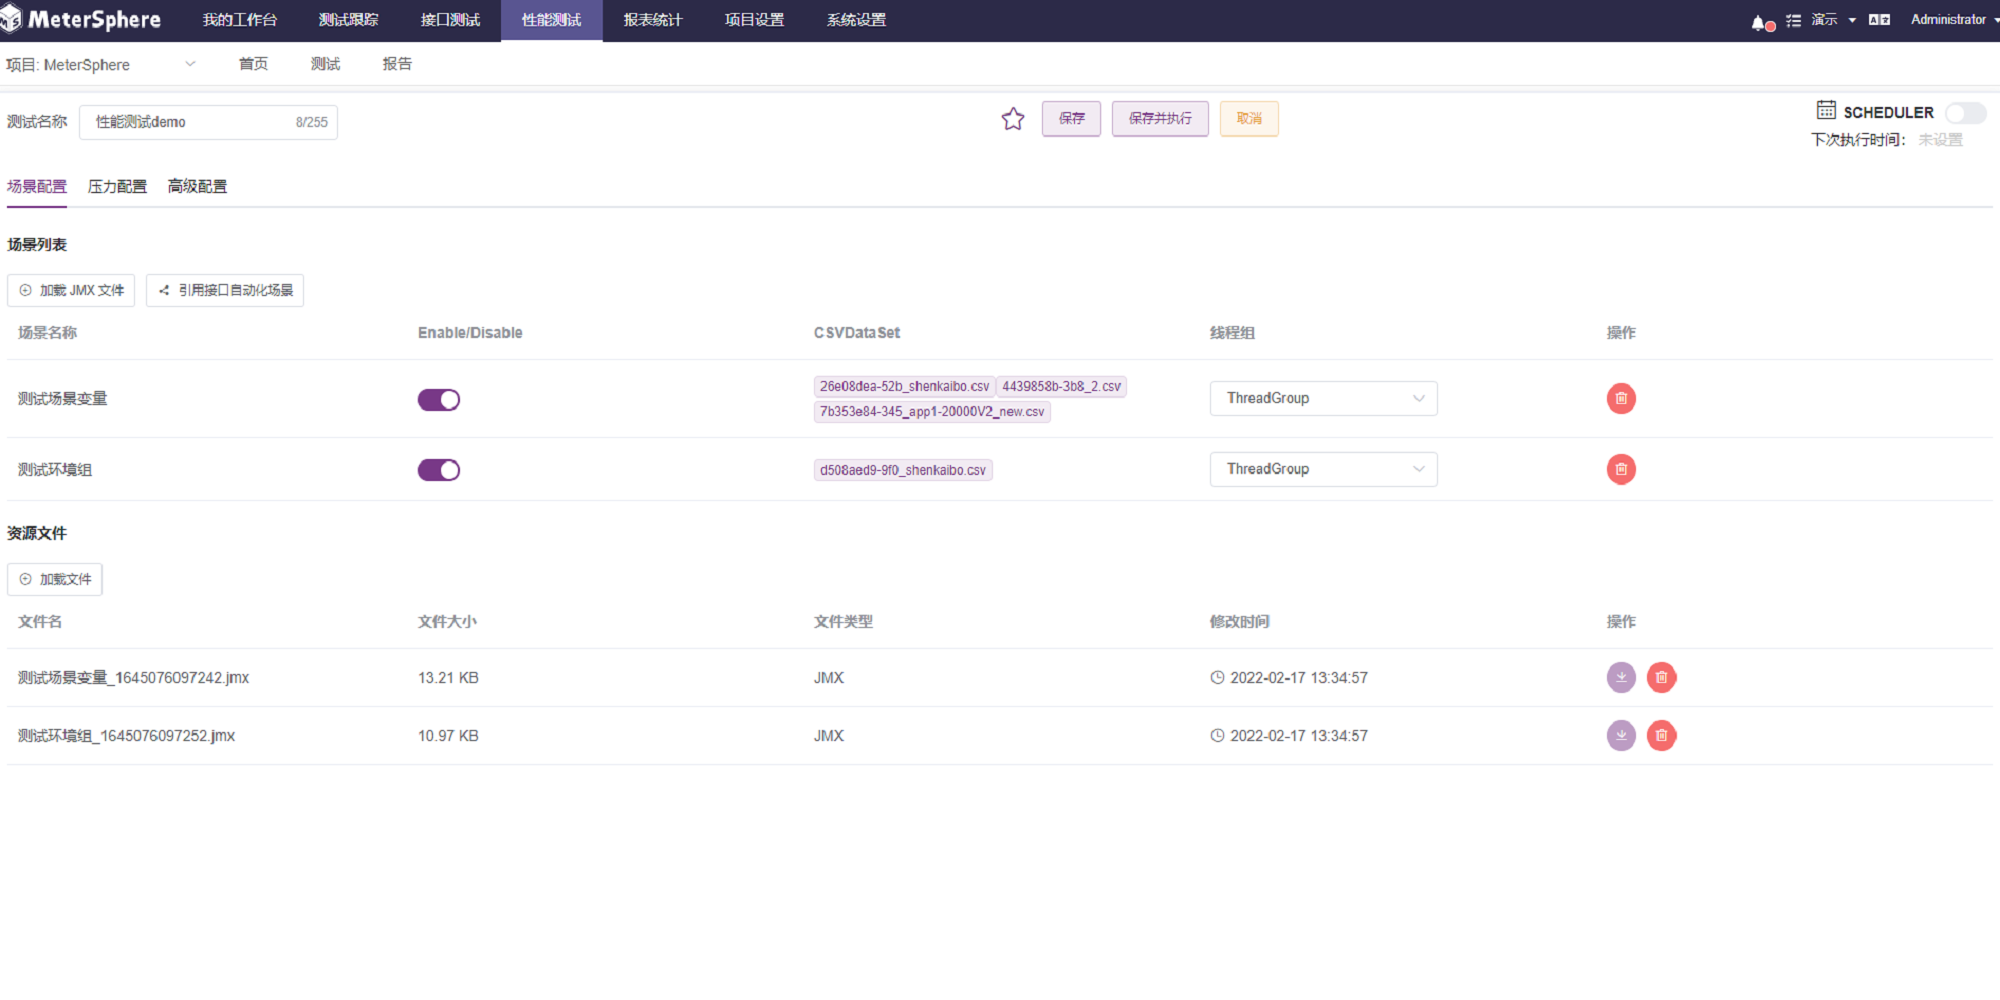 MeterSphere 我的工作台 测试跟踪 接口测试 性能测试 报表统计 项目设置 系统设置 演示 Administrator
项目: MeterSphere 首页 测试 报告
测试名称 性能测试demo 8/255 保存 保存并执行 取消 SCHEDULER
下次执行时间: 未设置
场景配置 压力配置 高级配置
场景列表
加载 JMX 文件 引用接口自动化场景
场景名称 Enable/Disable CSVDataSet 线程组 操作
测试场景变量 26e08dea-52b_shenkaibo.csv 4439858b-3b8_2.csv ThreadGroup
7b353e84-345_app1-20000V2_new.csv
测试环境组 d508aed9-9f0_shenkaibo.csv ThreadGroup
资源文件
加载文件
文件名 文件大小 文件类型 修改时间 操作
测试场景变量_1645076097242.jmx 13.21 KB JMX 2022-02-17 13:34:57
测试环境组_1645076097252.jmx 10.97 KB JMX 2022-02-17 13:34:57